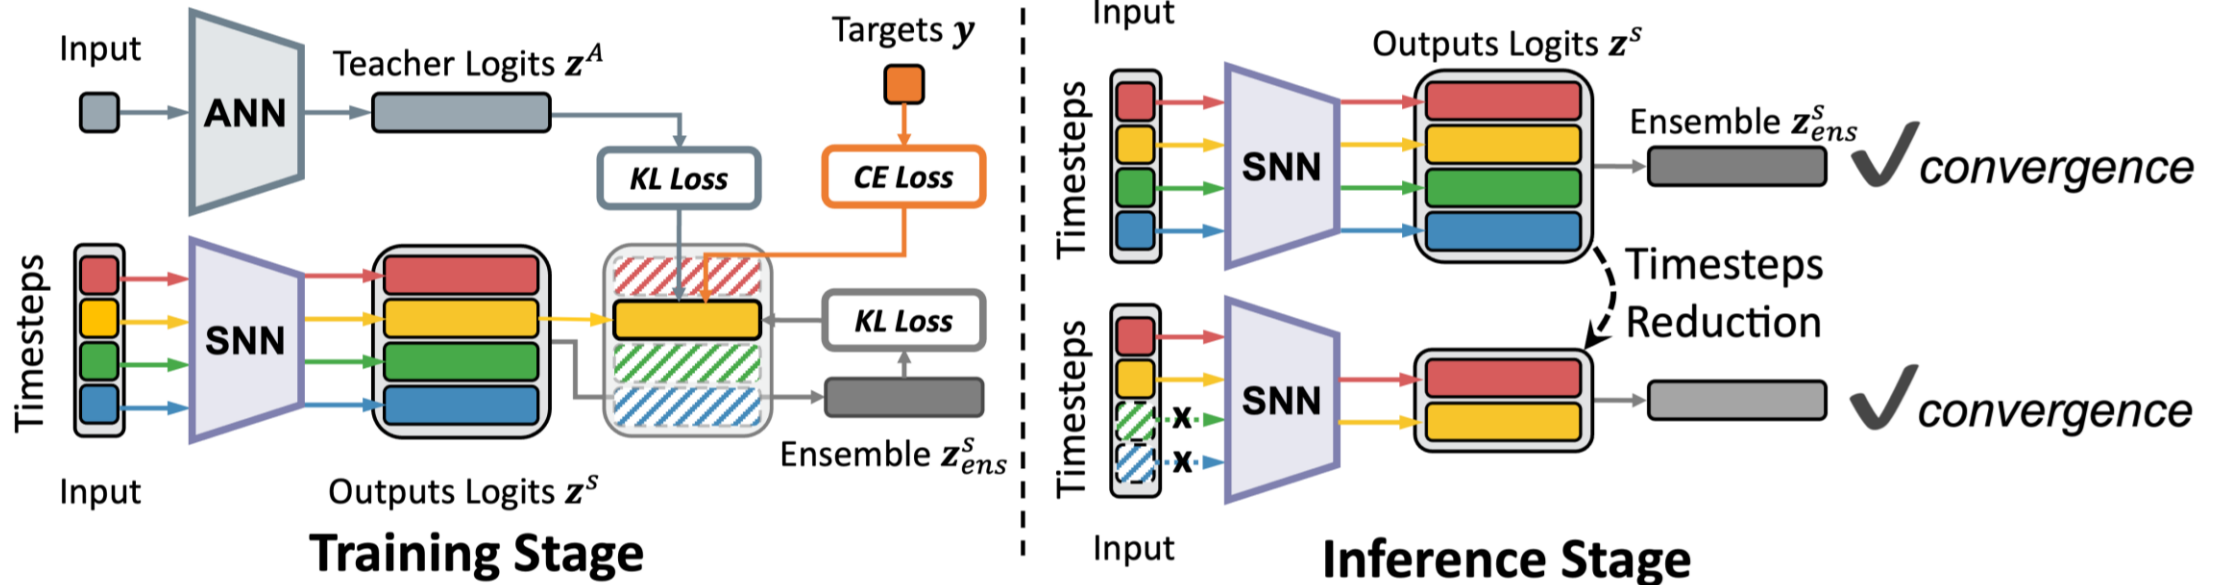 Input
ANN
Teacher Logits z^A
Targets y
KL Loss
CE Loss
Timesteps
SNN
KL Loss
Ensemble z^s_ens
Input
Outputs Logits z^s
Training Stage
Input
Outputs Logits z^s
Timesteps
SNN
Ensemble z^s_ens
convergence
Timesteps
Reduction
Timesteps
x
x
SNN
convergence
Input
Inference Stage